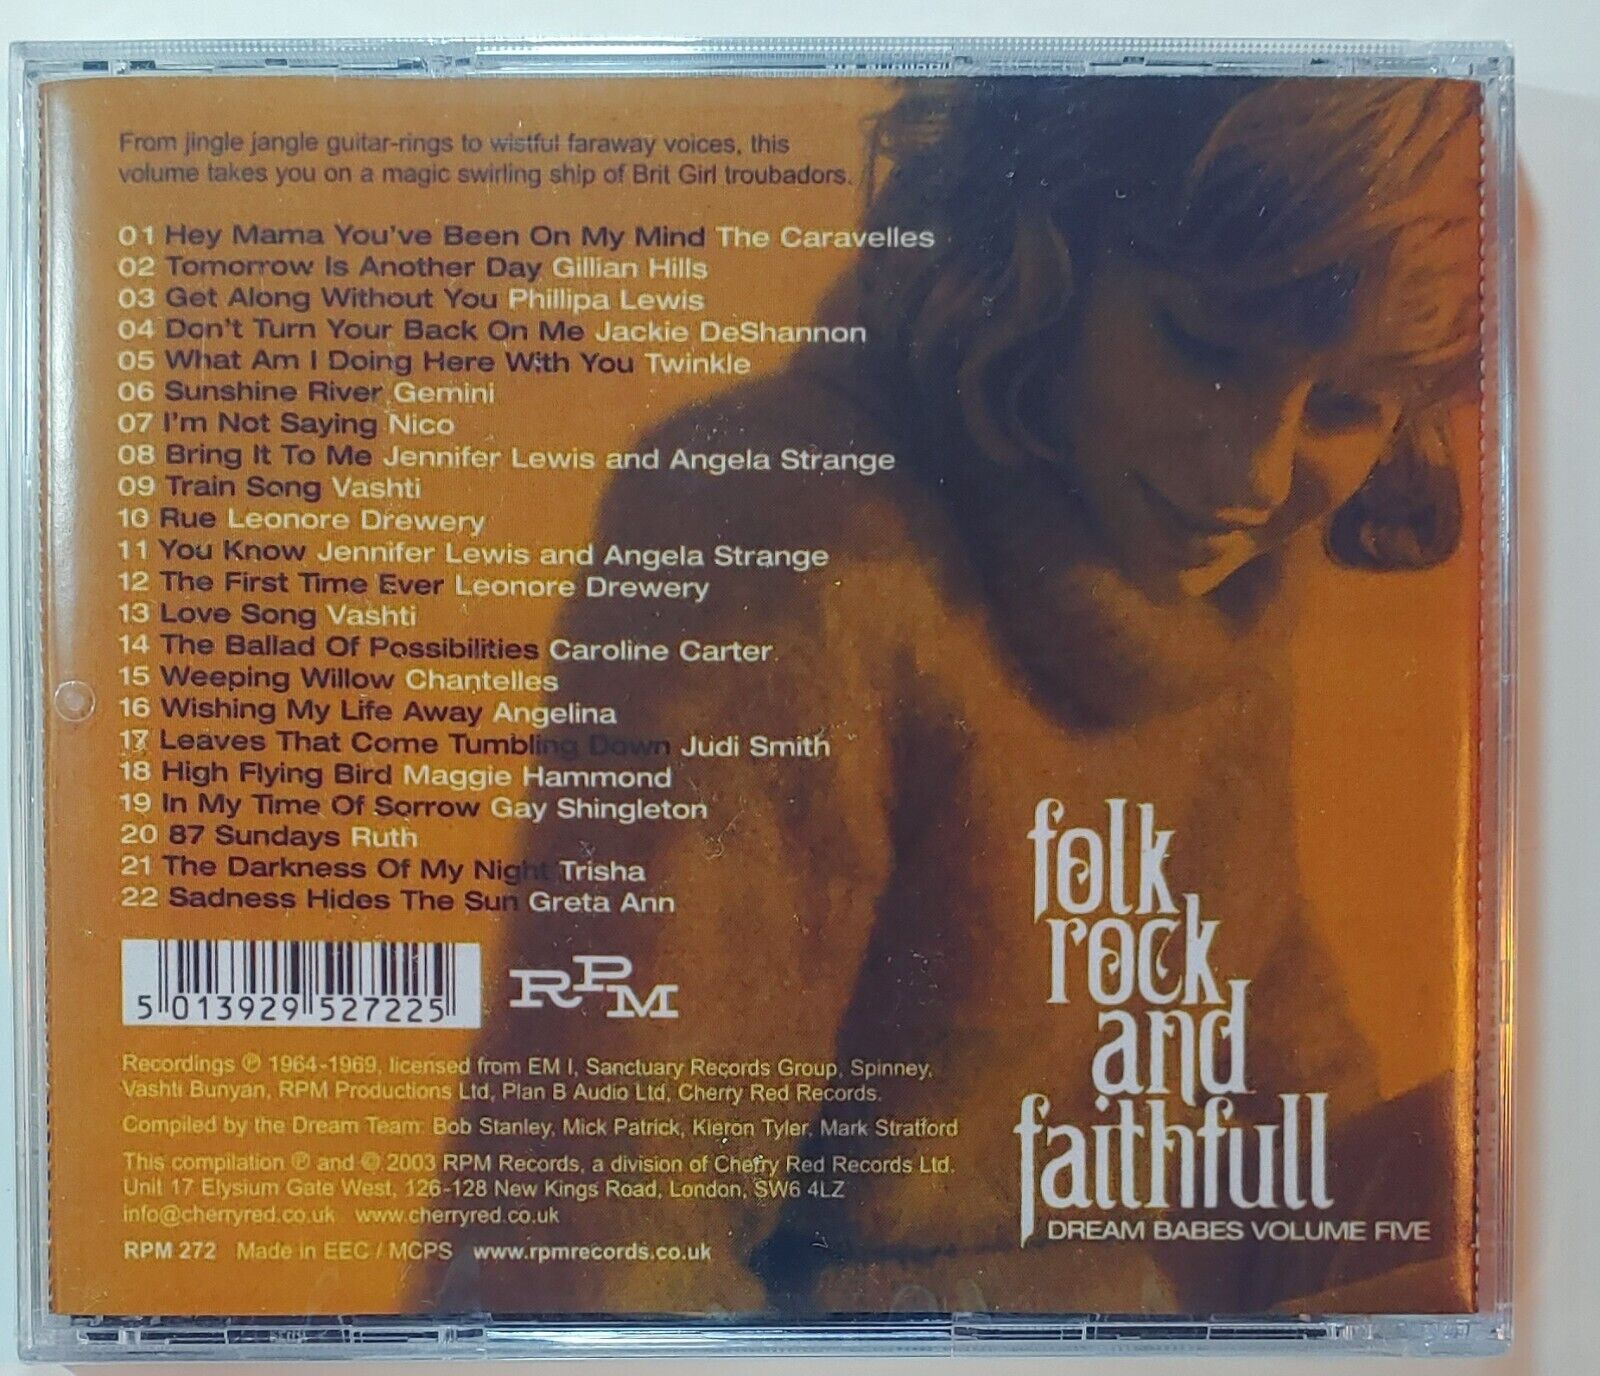 From jingle jangle guitar-rings to wistful faraway voices, this
volume takes you on a magic swirling ship of Brit Girl troubadors.
01 Hey Mama You've Been On My Mind The Caravelles
02 Tomorrow Is Another Day Gillian Hills
03 Get Along Without You Phillipa Lewis
04 Don't Turn Your Back On Me Jackie DeShannon
05 What Am I Doing Here With You Twinkle
06 Sunshine River Gemini
07 I'm Not Saying Nico
08 Bring It To Me Jennifer Lewis and Angela Strange
09 Train Song Vashti
10 Rue Leonore Drewery
11 You Know Jennifer Lewis and Angela Strange
12 The First Time Ever Leonore Drewery
13 Love Song Vashti
14 The Ballad Of Possibilities Caroline Carter
15 Weeping Willow Chantelles
16 Wishing My Life Away Angelina
17 Leaves That Come Tumbling Down Judi Smith
18 High Flying Bird Maggie Hammond
19 In My Time Of Sorrow Gay Shingleton
20 87 Sundays Ruth
21 The Darkness Of My Night Trisha
22 Sadness Hides The Sun Greta Ann
5 013929 527225
RPM
Recordings ℗ 1964-1969, licensed from EM I, Sanctuary Records Group, Spinney,
Vashti Bunyan, RPM Productions Ltd, Plan B Audio Ltd, Cherry Red Records.
Compiled by the Dream Team: Bob Stanley, Mick Patrick, Kieron Tyler, Mark Stratford
This compilation ℗ and © 2003 RPM Records, a division of Cherry Red Records Ltd.
Unit 17 Elysium Gate West, 126-128 New Kings Road, London, SW6 4LZ
info@cherryred.co.uk www.cherryred.co.uk
RPM 272 Made in EEC / MCPS www.rpmrecords.co.uk
folk
rock
and
faithfull
DREAM BABES VOLUME FIVE